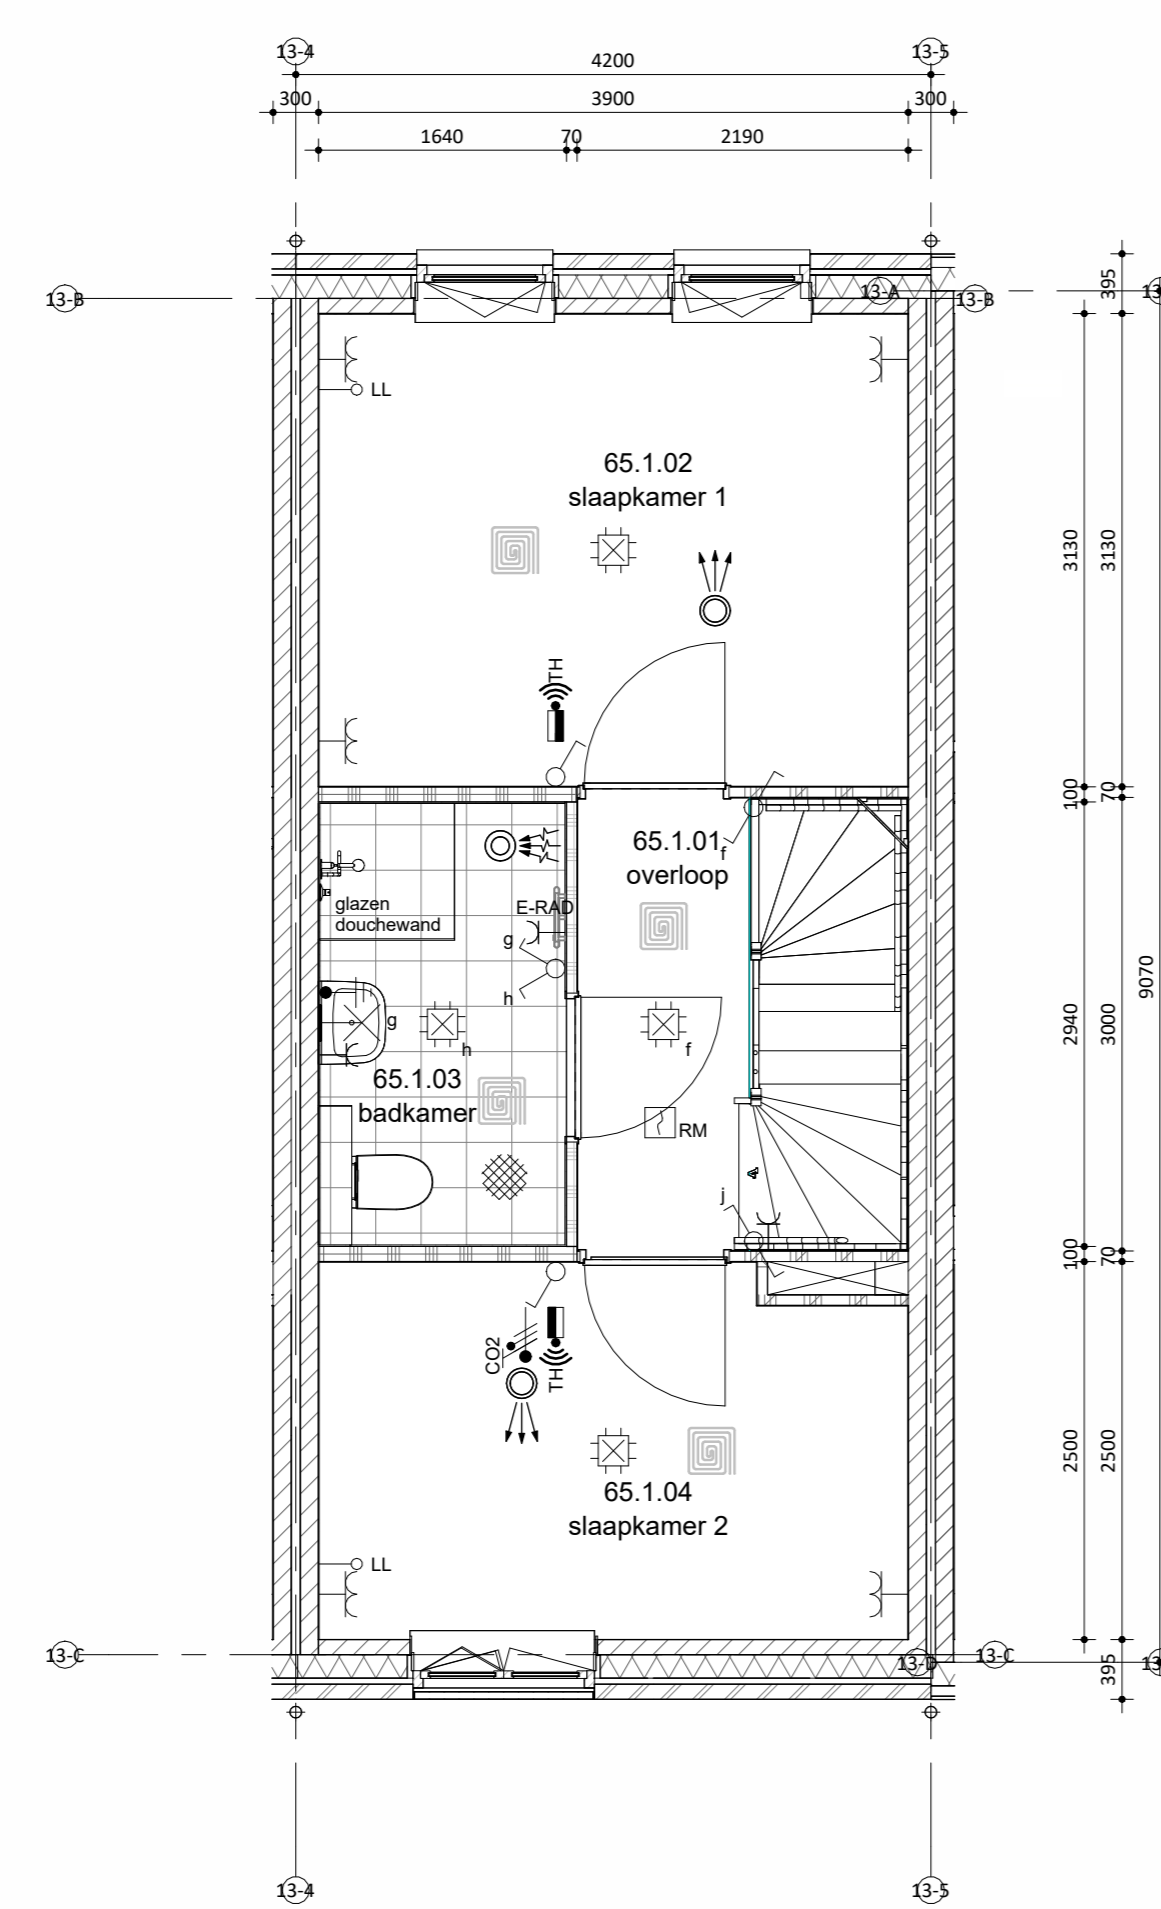 13-4
13-5
4200
300
3900
300
1640
70
2190
13-B
13-A
13-B
395
LL
65.1.02
slaapkamer 1
3130
3130
TH
100
70
65.1.01
f
overloop
glazen
douchewand
E-RAD
g
h
g
h
f
65.1.03
badkamer
RM
2940
3000
9070
j
100
70
CO2
TH
65.1.04
slaapkamer 2
2500
2500
LL
13-C
13-D
13-C
395
13-4
13-5